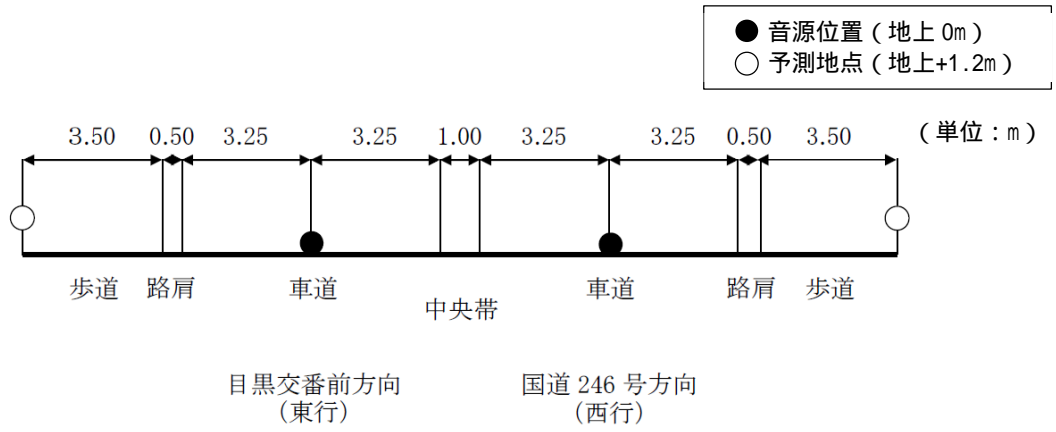 ● 音源位置（地上 0m）
○ 予測地点（地上+1.2m）
（単位：m）
3.50 0.50 3.25 3.25 1.00 3.25 3.25 0.50 3.50
歩道 路肩 車道 中央帯 車道 路肩 歩道
目黒交番前方向 国道 246 号方向
(東行) (西行)